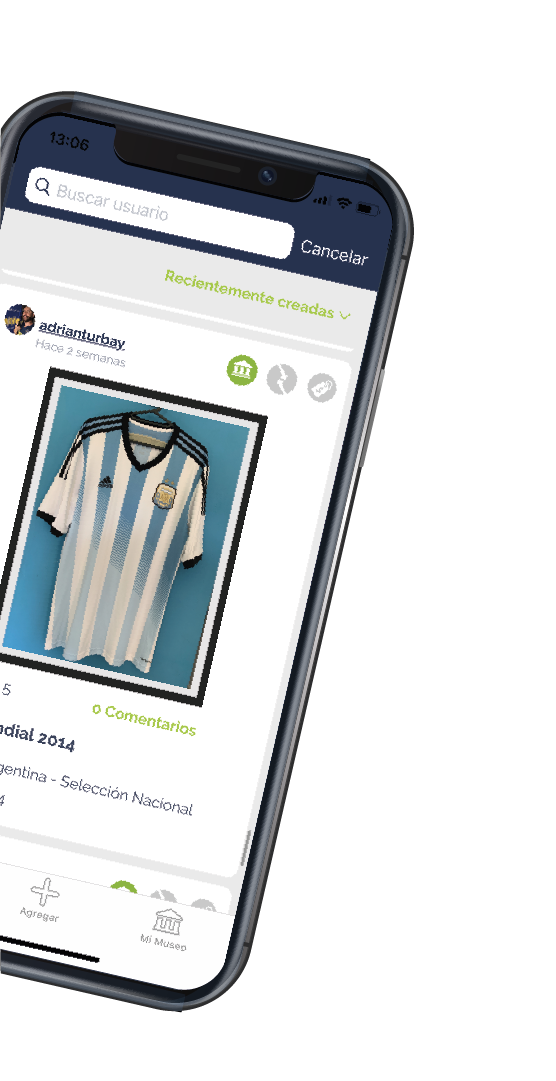 13:06
Buscar usuario
Cancelar
Recientemente creadas
adrianturbay
Hace 2 semanas
5
0 Comentarios
ndial 2014
gentina - Selección Nacional
4
Agregar
Mi Museo